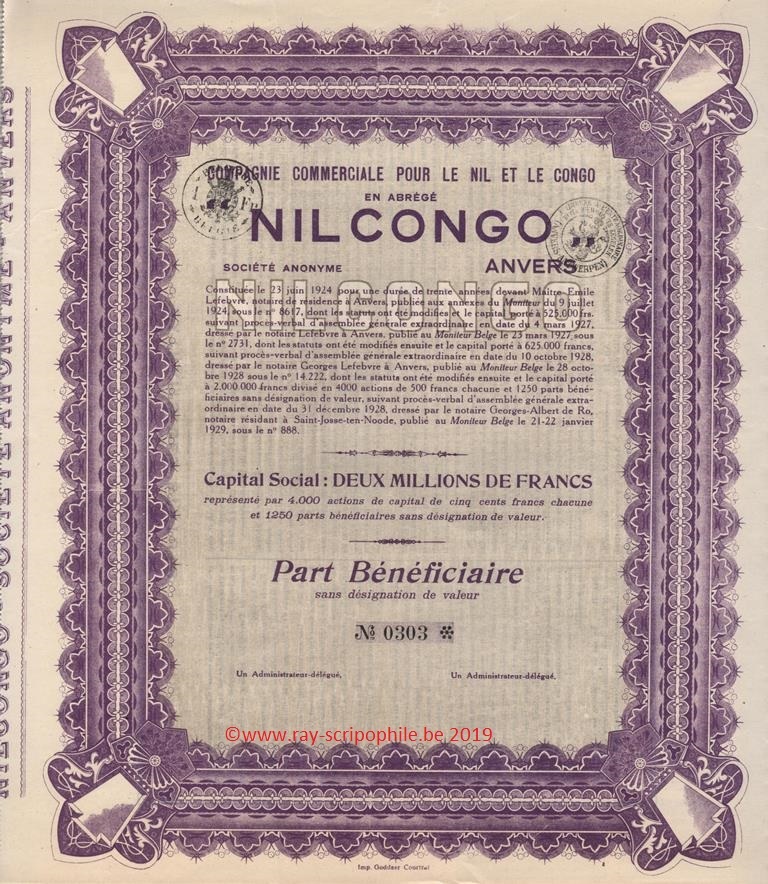 COMPAGNIE COMMERCIALE POUR LE NIL ET LE CONGO
EN ABRÉGÉ
NILCONGO
SOCIÉTÉ ANONYME
ANVERS
NILCONGO
Constituée le 23 juin 1924 pour une durée de trente années devant Maître Emile
Lefebvre, notaire de résidence à Anvers, publiée aux annexes du Moniteur du 9 juillet
1924, sous le nº 8617, dont les statuts ont été modifiés et le capital porté à 525.000 frs.
suivant procès-verbal d'assemblée générale extraordinaire en date du 4 mars 1927,
dressé par le notaire Lefebvre à Anvers, publié au Moniteur Belge le 23 mars 1927 sous
le nº 2731, dont les statuts ont été modifiés ensuite et le capital porté à 625.000 francs,
suivant procès-verbal d'assemblée générale extraordinaire en date du 10 octobre 1928,
dressé par le notaire Georges Lefebvre à Anvers, publié au Moniteur Belge le 28 octo-
bre 1928 sous le nº 14.222, dont les statuts ont été modifiés ensuite et le capital porté
à 2.000.000 francs divisé en 4000 actions de 500 francs chacune et 1250 parts béné-
ficiaires sans désignation de valeur, suivant procès-verbal d'assemblée générale extra-
ordinaire en date du 31 décembre 1928, dressé par le notaire Georges-Albert de Ro,
notaire résidant à Saint-Josse-ten-Noode, publié au Moniteur Belge le 21-22 janvier
1929, sous le nº 888.
Capital Social : DEUX MILLIONS DE FRANCS
représenté par 4.000 actions de capital de cinq cents francs chacune
et 1250 parts bénéficiaires sans désignation de valeur.
Part Bénéficiaire
sans désignation de valeur
Nº 0303
Un Administrateur-délégué,
Un Administrateur-délégué,
©www.ray-scripophile.be 2019
Imp. Goddaer Courtrai
NILCONGO - SOCIÉTÉ ANONYME - ANVERS